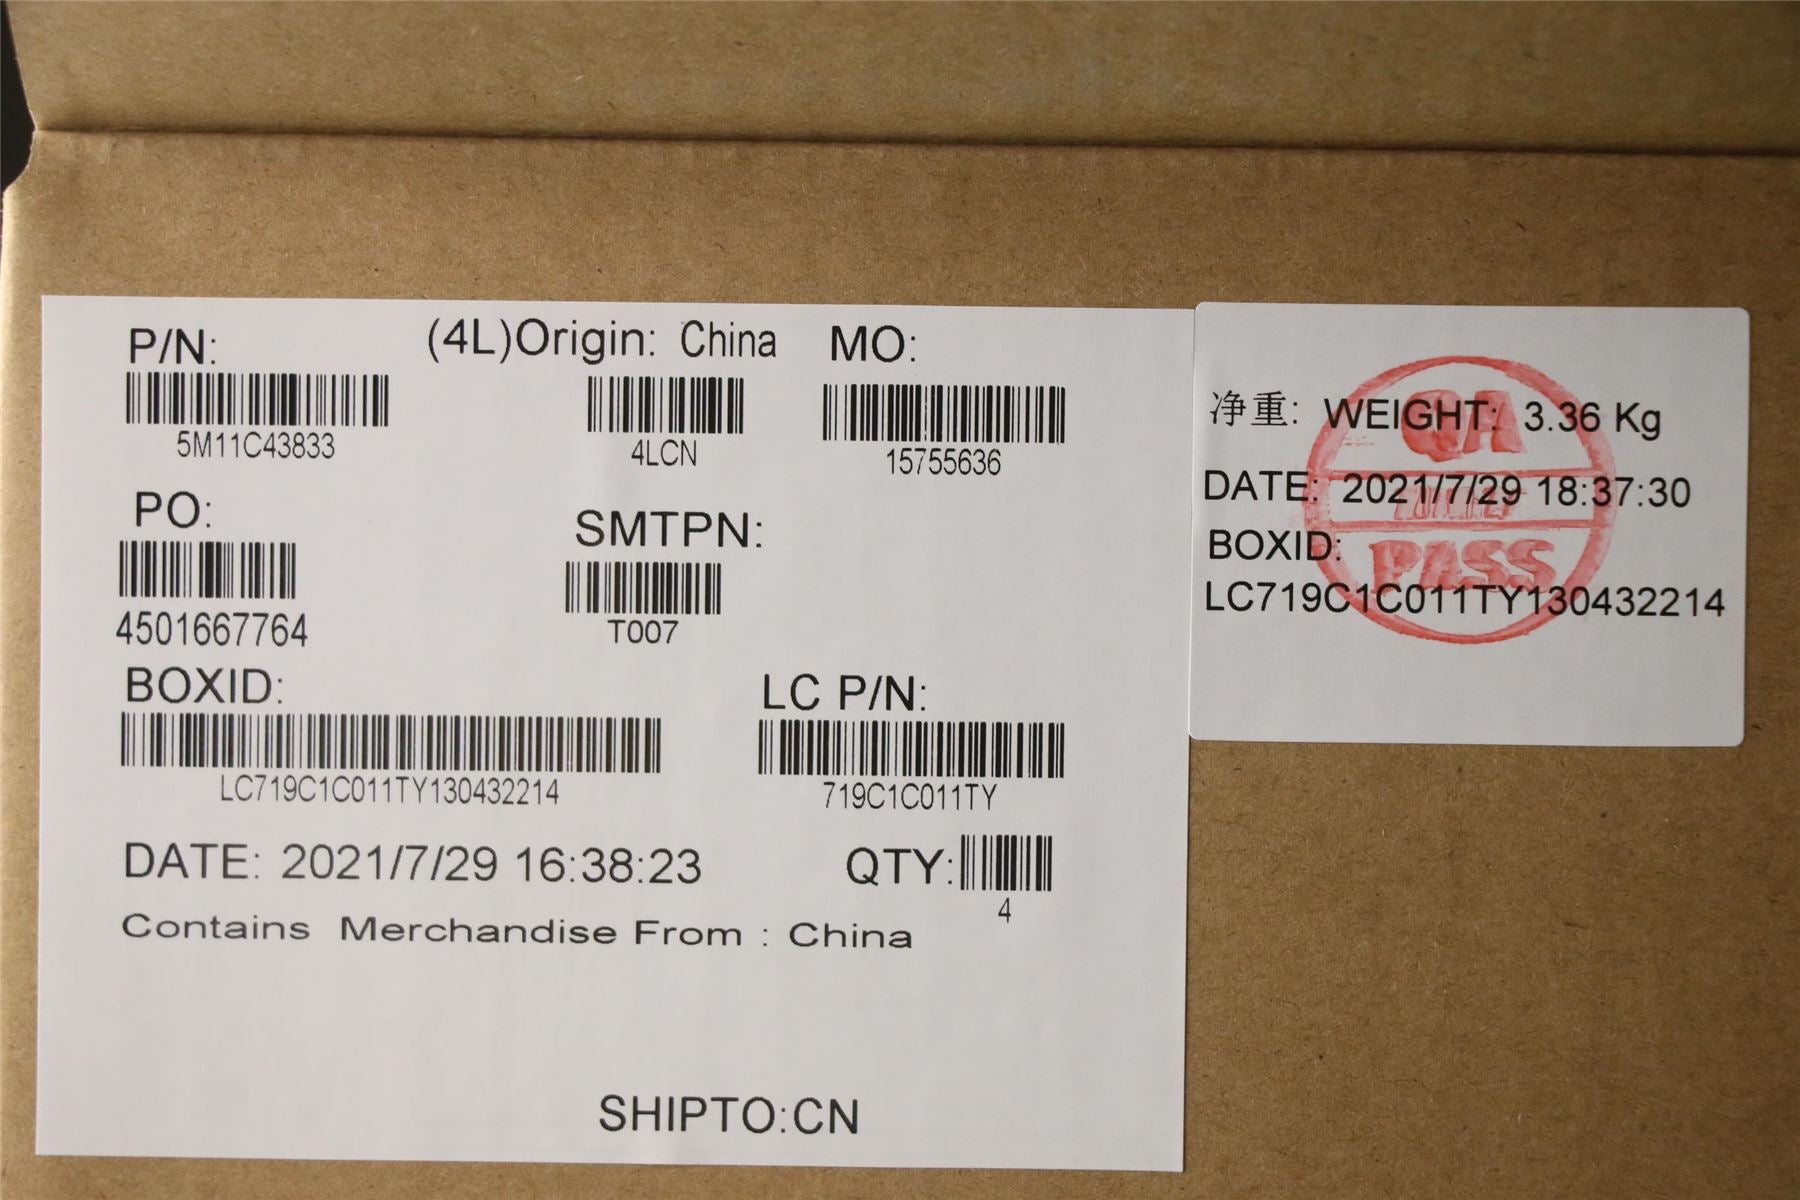 P/N:
5M11C43833
(4L)Origin: China
4LCN
MO:
15755636
PO:
4501667764
SMTPN:
T007
BOXID:
LC719C1C011TY130432214
LC P/N:
719C1C011TY
DATE: 2021/7/29 16:38:23
QTY:
4
Contains Merchandise From : China
SHIPTO:CN
净重: WEIGHT: 3.36 Kg
DATE: 2021/7/29 18:37:30
BOXID:
LC719C1C011TY130432214
QA
PASS